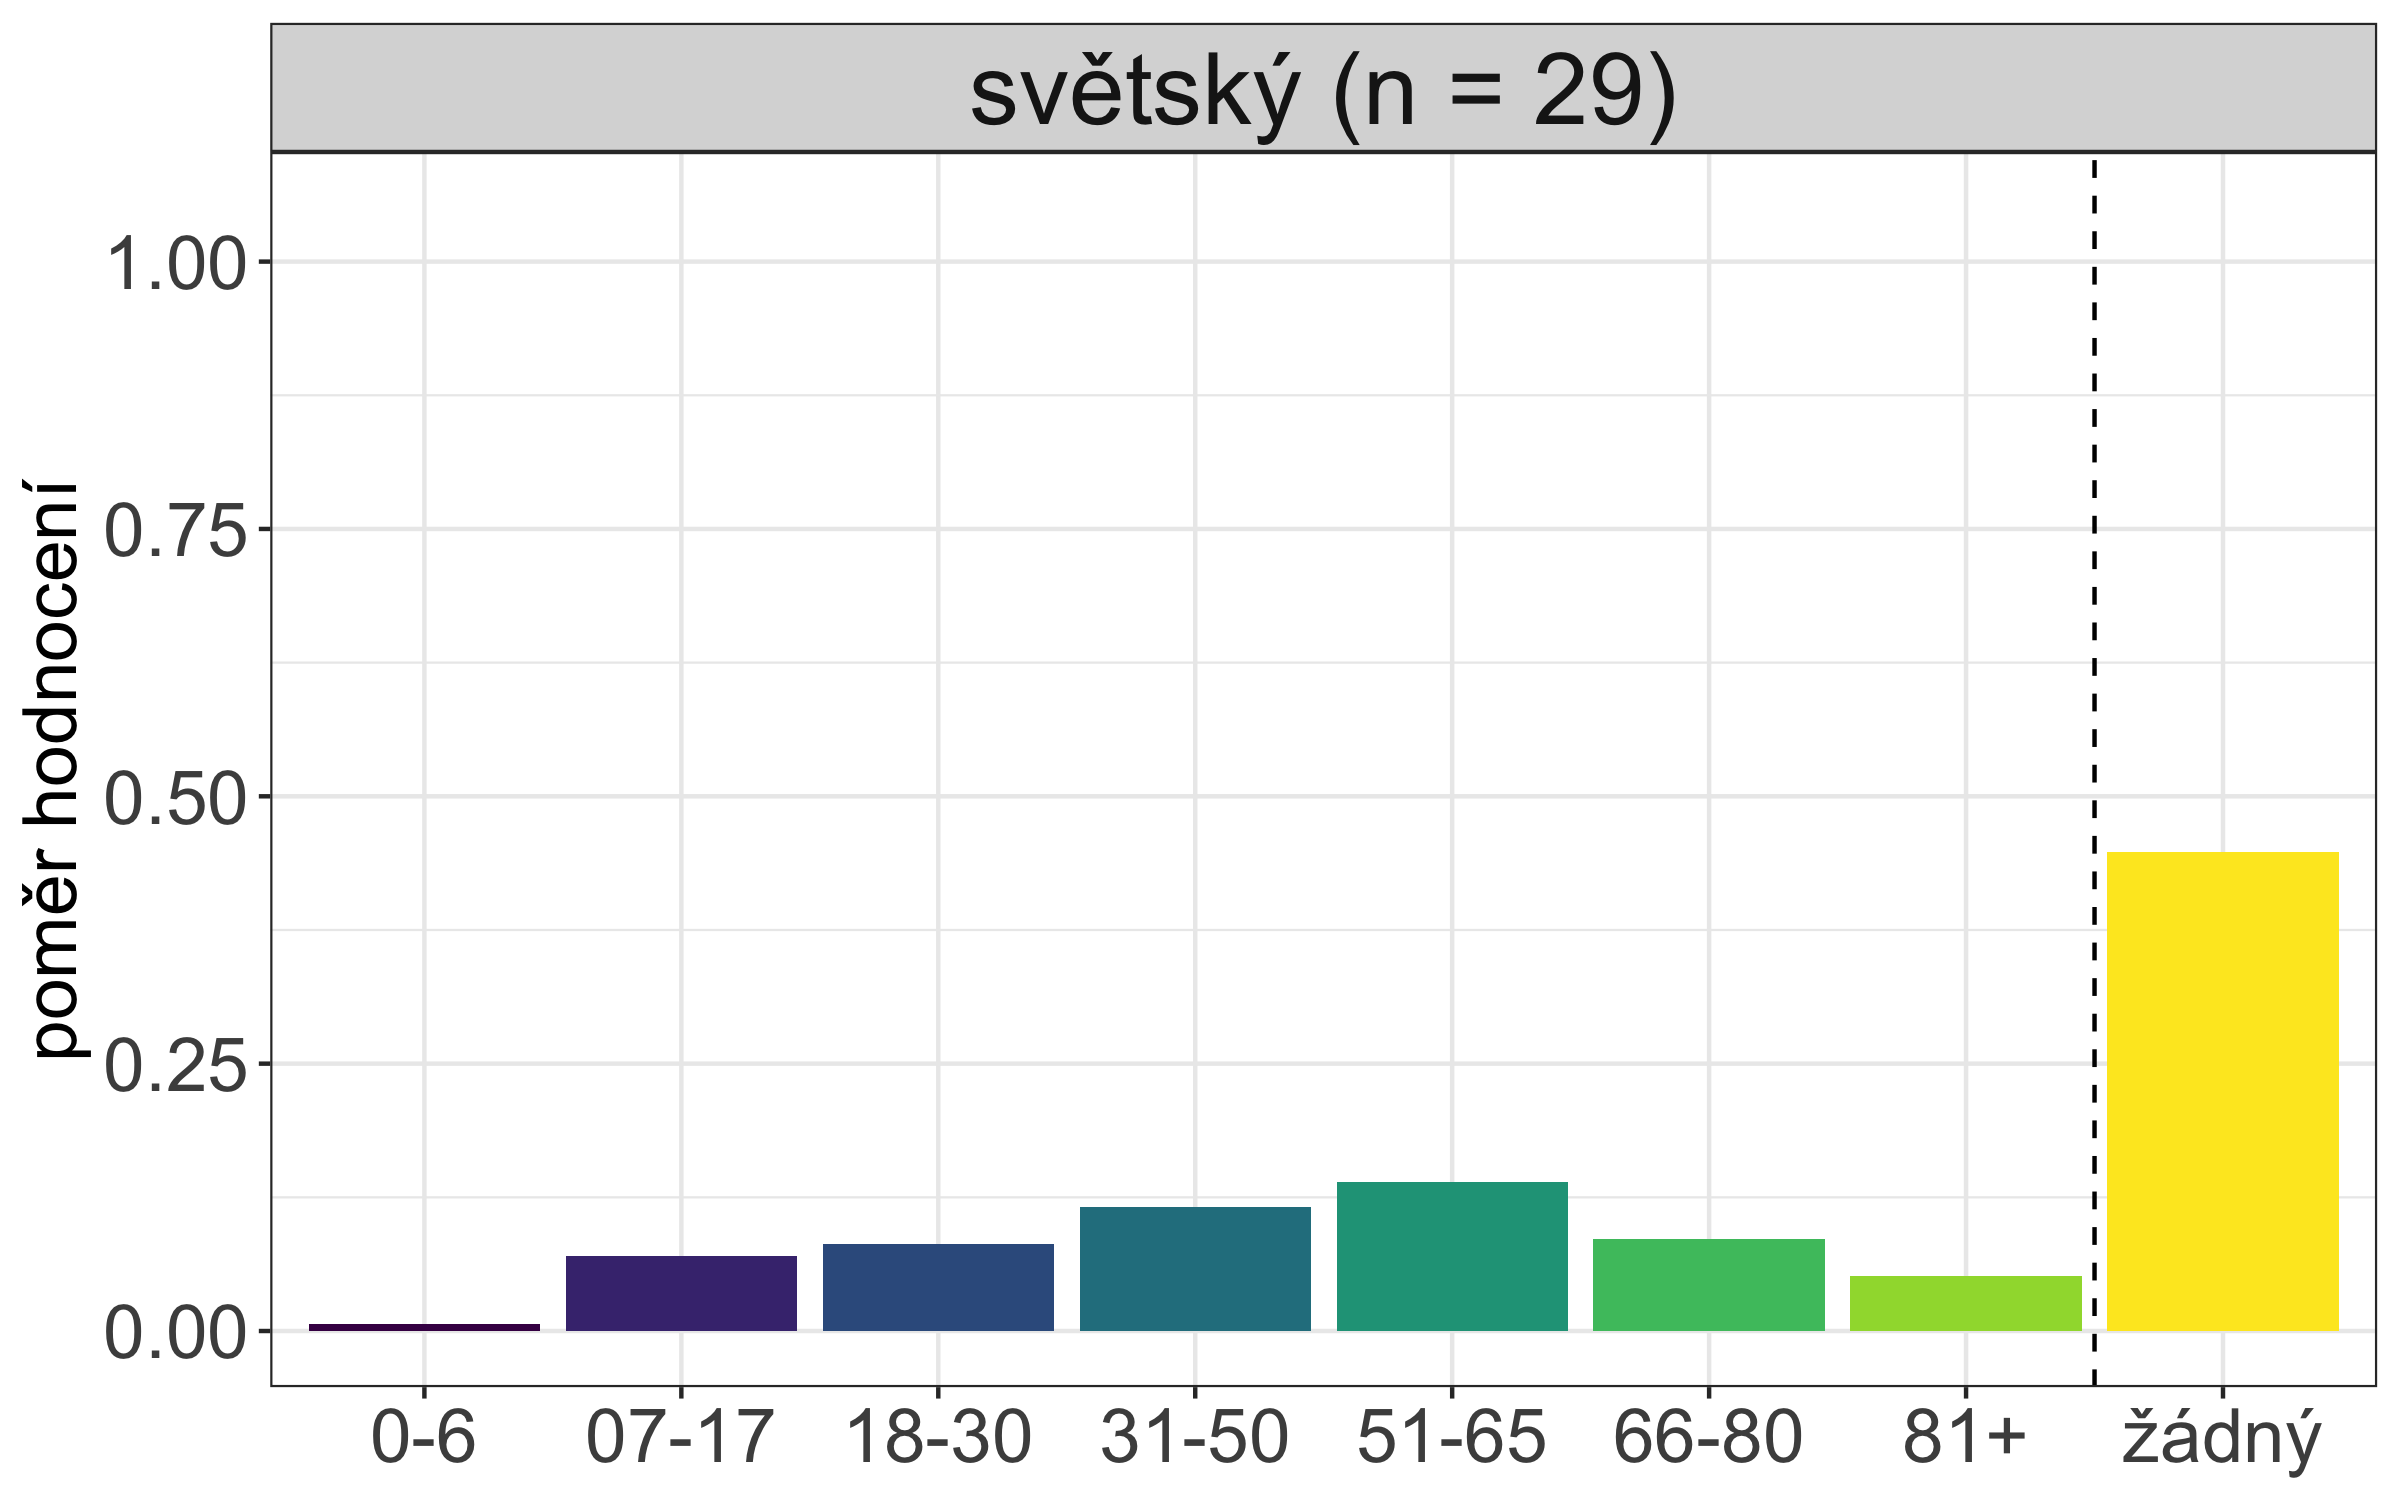 světský (n = 29)
poměr hodnocení
1.00
0.75
0.50
0.25
0.00
0-6 07-17 18-30 31-50 51-65 66-80 81+ žádný